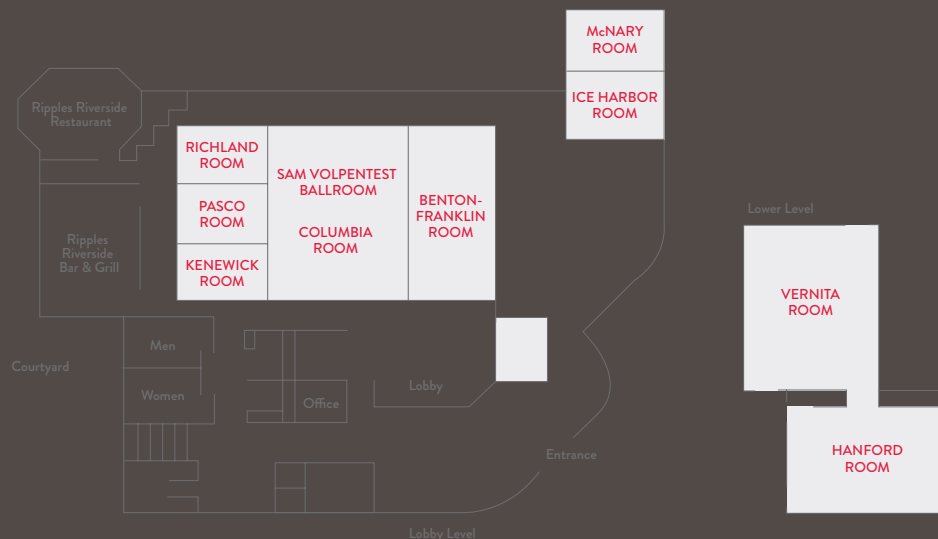 McNARY
ROOM
ICE HARBOR
ROOM
Ripples Riverside
Restaurant
RICHLAND
ROOM
SAM VOLPENTEST
BALLROOM
COLUMBIA
ROOM
BENTON-
FRANKLIN
ROOM
PASCO
ROOM
KENEWICK
ROOM
Ripples
Riverside
Bar & Grill
Lower Level
VERNITA
ROOM
HANFORD
ROOM
Courtyard
Men
Women
Office
Lobby
Entrance
Lobby Level